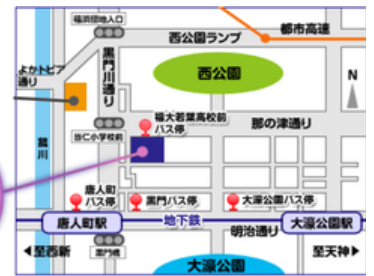 福浜団地入口
都市高速
西公園ランプ
よかトピア
通り
黒門川通り
西公園
N
福大若葉高校前
バス停
那の津通り
当仁小学校前
菰川
唐人町
バス停
黒門バス停
大濠公園バス停
唐人町駅
地下鉄
明治通り
大濠公園駅
◀至西新
黒門橋
至天神▶
大濠公園